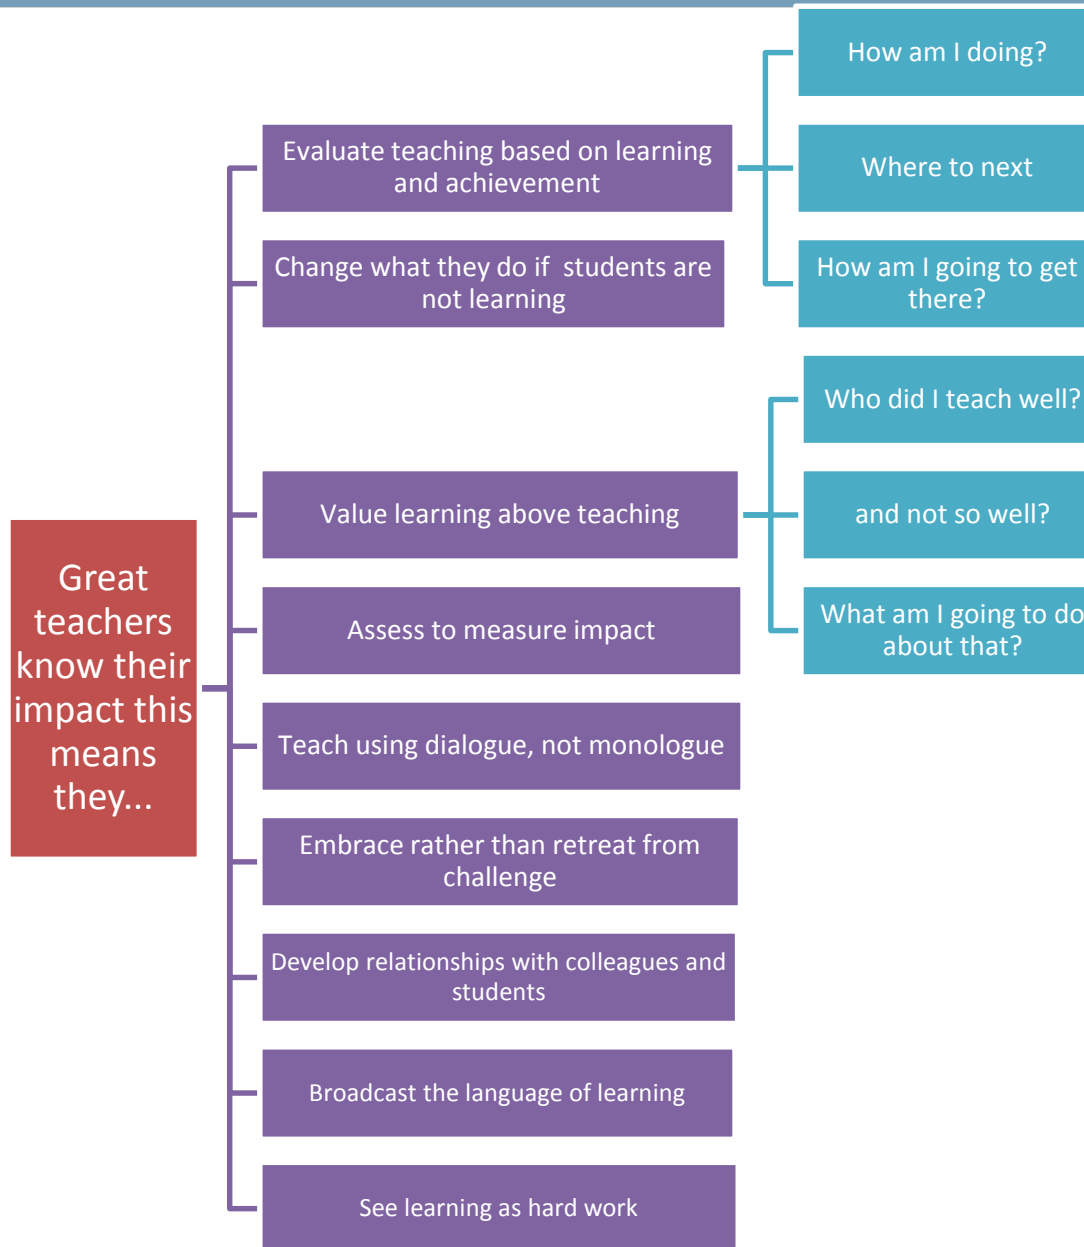 Great
teachers
know their
impact this
means
they...
Evaluate teaching based on learning
and achievement
How am I doing?
Where to next
How am I going to get
there?
Change what they do if  students are
not learning
Value learning above teaching
Who did I teach well?
and not so well?
What am I going to do
about that?
Assess to measure impact
Teach using dialogue, not monologue
Embrace rather than retreat from
challenge
Develop relationships with colleagues and
students
Broadcast the language of learning
See learning as hard work